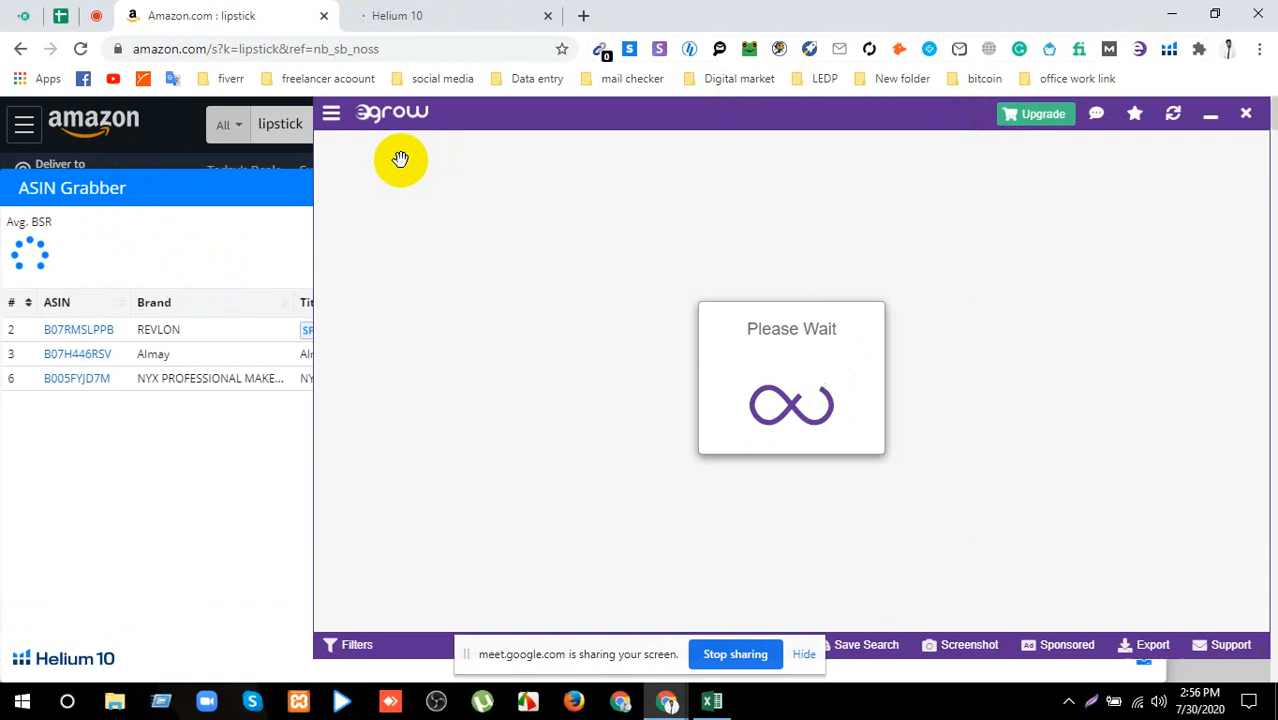 Amazon.com : lipstick
Helium 10
amazon.com/s?k=lipstick&ref=nb_sb_noss
0
Apps
fiverr
freelancer acoount
social media
Data entry
mail checker
Digital market
LEDP
New folder
bitcoin
office work link
amazon
All
lipstick
Deliver to
egrow
Upgrade
ASIN Grabber
Avg. BSR
# ASIN Brand
2 B07RMSLPPB REVLON
3 B07H446RSV Almay
6 B005FYJD7M NYX PROFESSIONAL MAKE...
Please Wait
Helium 10
Filters
meet.google.com is sharing your screen.
Stop sharing
Hide
Save Search
Screenshot
Ad Sponsored
Export
Support
2:56 PM
7/30/2020